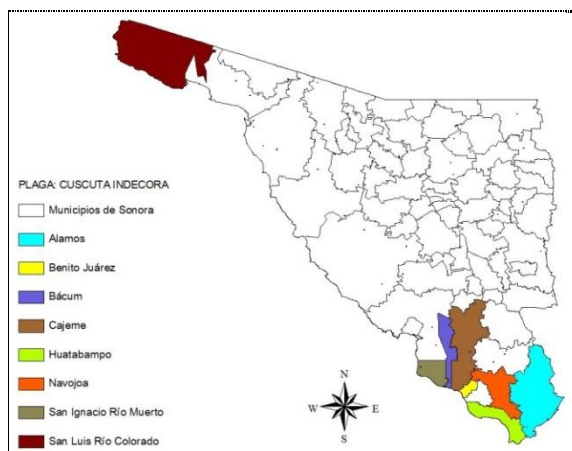 PLAGA: CUSCUTA INDECORA
Municipios de Sonora
Alamos
Benito Juárez
Bácum
Cajeme
Huatabampo
Navojoa
San Ignacio Río Muerto
San Luis Río Colorado
N
W E
S